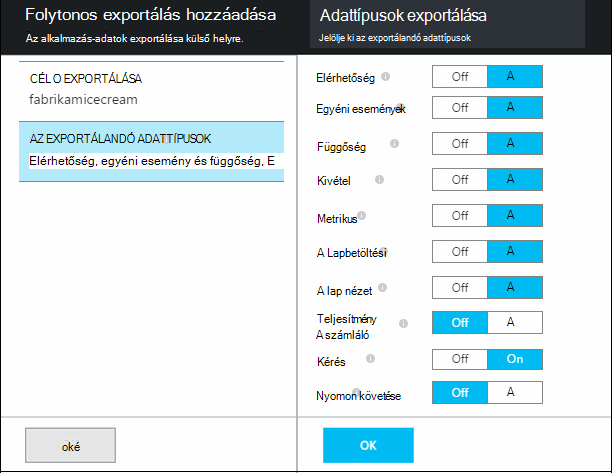 Folytonos exportálás hozzáadása
Az alkalmazás-adatok exportálása külső helyre.
CÉL O EXPORTÁLÁSA
fabrikamicecream
AZ EXPORTÁLANDÓ ADATTÍPUSOK
Elérhetőség, egyéni esemény és függőség, E
oké
Adattípusok exportálása
Jelölje ki az exportálandó adattípusok
Elérhetőség Off A
Egyéni események Off A
Függőség Off A
Kivétel Off A
Metrikus Off A
A Lapbetöltési Off A
A lap nézet Off A
Teljesítmény
A számláló Off A
Kérés Off On
Nyomon követése Off A
OK